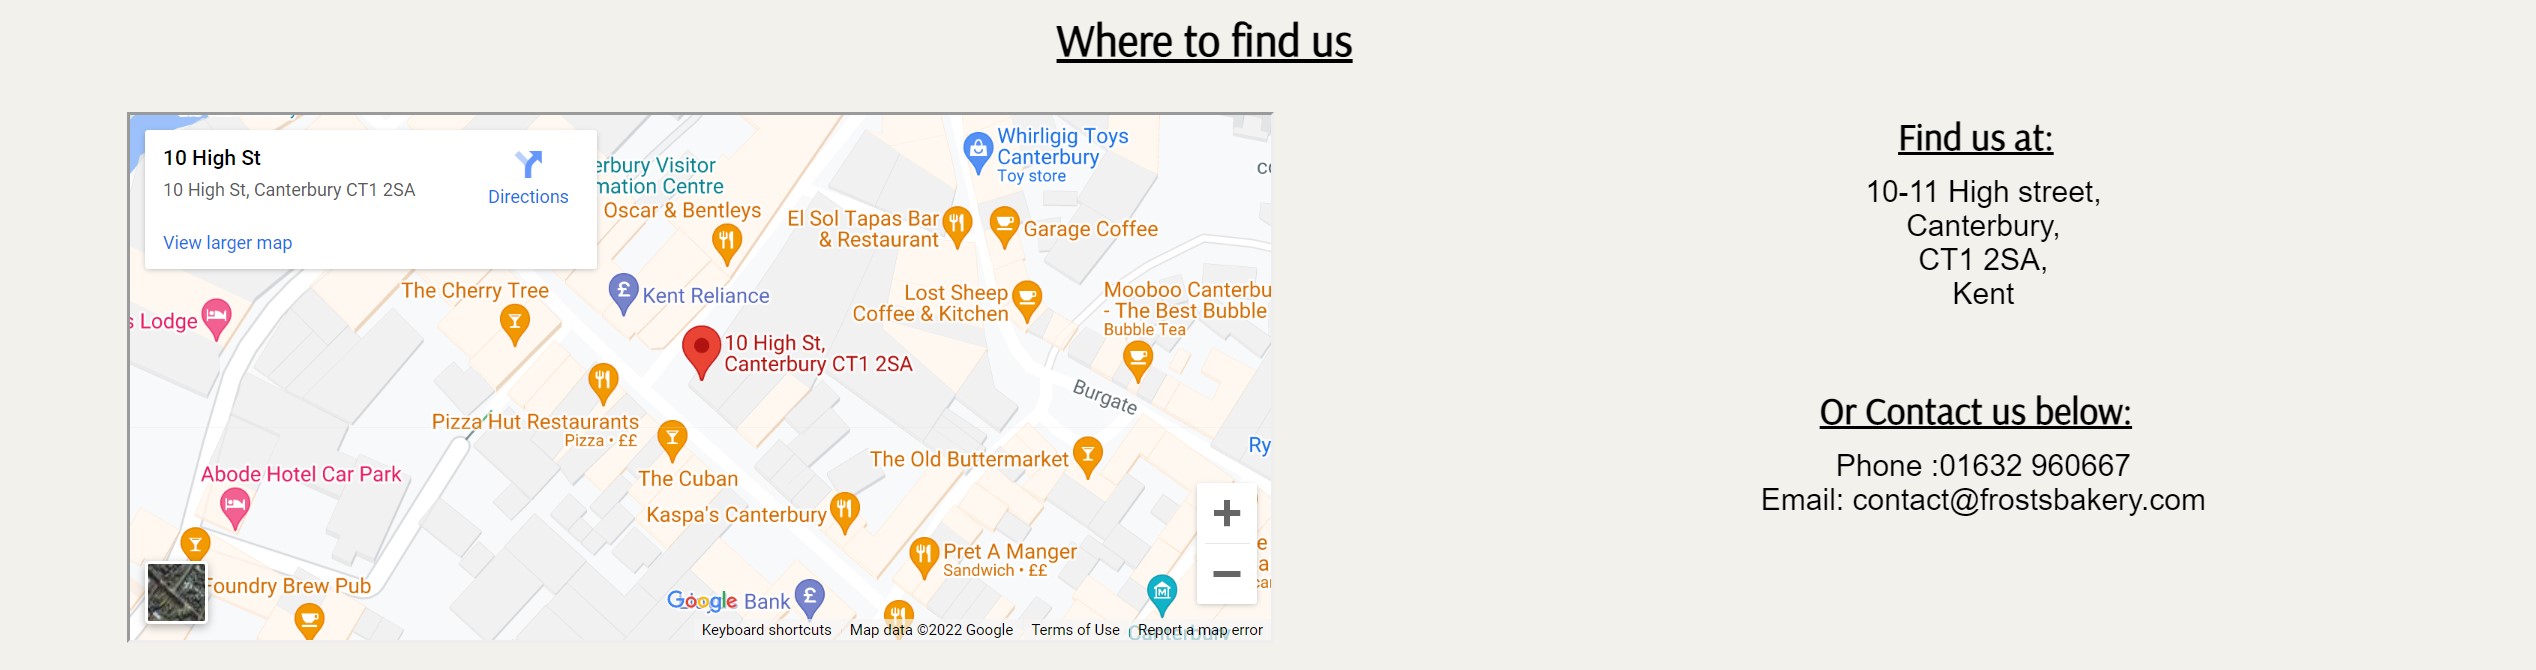 Where to find us
10 High St
10 High St, Canterbury CT1 2SA
Directions
View larger map
erbury Visitor
mation Centre
Oscar & Bentleys
Whirligig Toys
Canterbury
Toy store
El Sol Tapas Bar
& Restaurant
Garage Coffee
The Cherry Tree
Kent Reliance
Lost Sheep
Coffee & Kitchen
Mooboo Canterbu
- The Best Bubble
Bubble Tea
s Lodge
10 High St,
Canterbury CT1 2SA
Burgate
Pizza Hut Restaurants
Pizza • ££
The Cuban
The Old Buttermarket
Ry
Abode Hotel Car Park
Kaspa's Canterbury
Pret A Manger
Sandwich • ££
Foundry Brew Pub
Google
Bank
Keyboard shortcuts
Map data ©2022 Google
Terms of Use
Report a map error
Canterbury
Find us at:
10-11 High street,
Canterbury,
CT1 2SA,
Kent
Or Contact us below:
Phone :01632 960667
Email: contact@frostsbakery.com